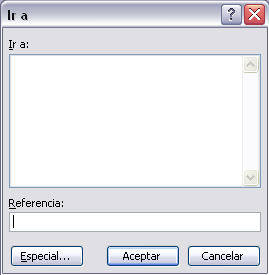 Ir a
Ir a:
Referencia:
Especial... Aceptar Cancelar